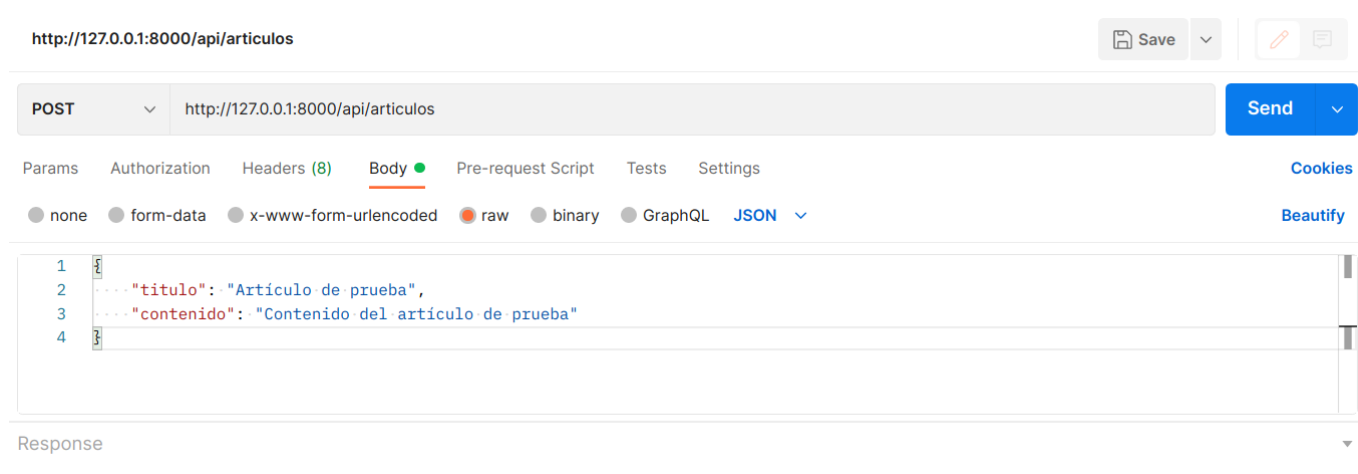 http://127.0.0.1:8000/api/articulos
Save
POST http://127.0.0.1:8000/api/articulos Send
Params Authorization Headers (8) Body Pre-request Script Tests Settings Cookies
none form-data x-www-form-urlencoded raw binary GraphQL JSON Beautify
1 {
2 "titulo": "Artículo de prueba",
3 "contenido": "Contenido del artículo de prueba"
4 }
Response